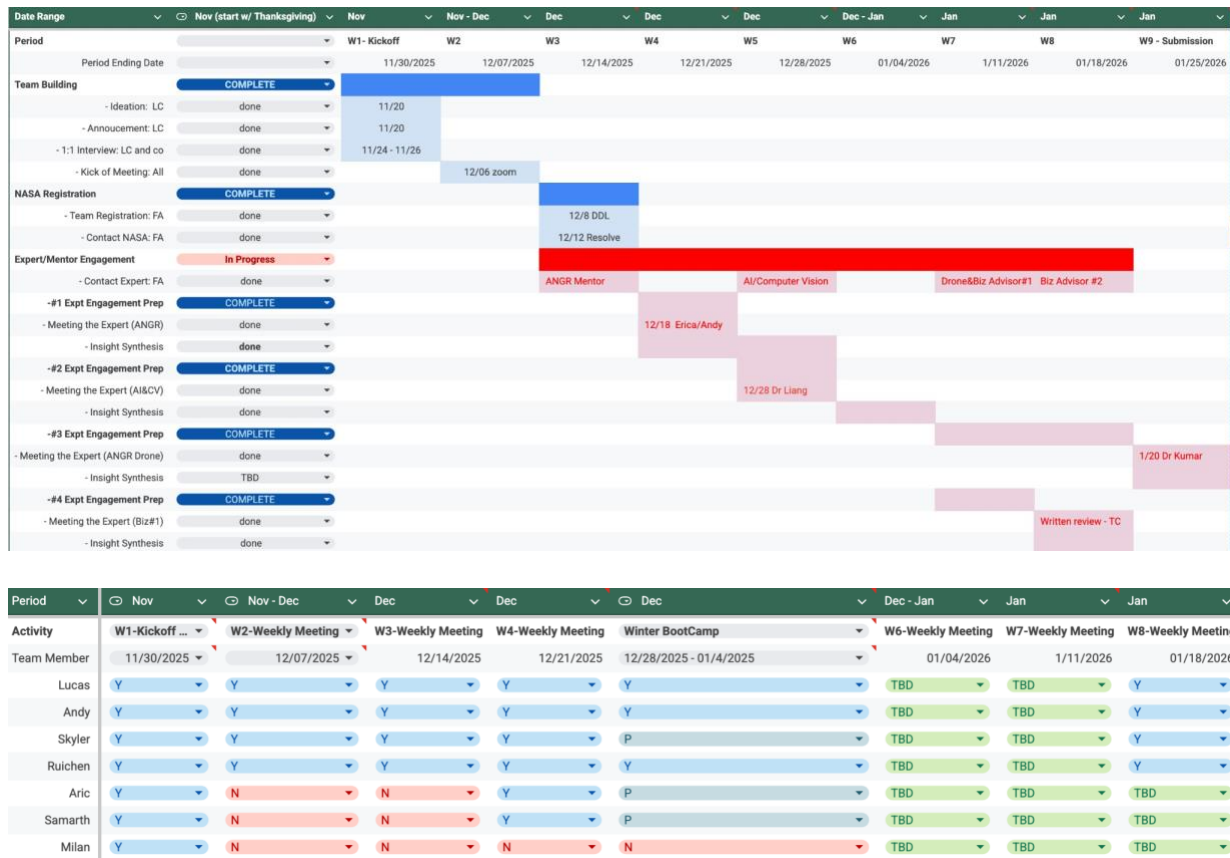 Date Range Nov (start w/ Thanksgiving) Nov Nov - Dec Dec Dec Dec Dec - Jan Jan Jan Jan
Period W1- Kickoff W2 W3 W4 W5 W6 W7 W8 W9 - Submission
Period Ending Date 11/30/2025 12/07/2025 12/14/2025 12/21/2025 12/28/2025 01/04/2026 1/11/2026 01/18/2026 01/25/2026
Team Building COMPLETE
- Ideation: LC done 11/20
- Annoucement: LC done 11/20
- 1:1 Interview: LC and co done 11/24 - 11/26
- Kick of Meeting: All done 12/06 zoom
NASA Registration COMPLETE
- Team Registration: FA done 12/8 DDL
- Contact NASA: FA done 12/12 Resolve
Expert/Mentor Engagement In Progress
- Contact Expert: FA done ANGR Mentor AI/Computer Vision Drone&Biz Advisor#1 Biz Advisor #2
-#1 Expt Engagement Prep COMPLETE
- Meeting the Expert (ANGR) done 12/18 Erica/Andy
- Insight Synthesis done
-#2 Expt Engagement Prep COMPLETE
- Meeting the Expert (AI&CV) done 12/28 Dr Liang
- Insight Synthesis done
-#3 Expt Engagement Prep COMPLETE
- Meeting the Expert (ANGR Drone) done 1/20 Dr Kumar
- Insight Synthesis TBD
-#4 Expt Engagement Prep COMPLETE
- Meeting the Expert (Biz#1) done Written review - TC
- Insight Synthesis done
Period Nov Nov - Dec Dec Dec Dec Dec - Jan Jan Jan
Activity W1-Kickoff ... W2-Weekly Meeting W3-Weekly Meeting W4-Weekly Meeting Winter BootCamp W6-Weekly Meeting W7-Weekly Meeting W8-Weekly Meetin
Team Member 11/30/2025 12/07/2025 12/14/2025 12/21/2025 12/28/2025 - 01/4/2025 01/04/2026 1/11/2026 01/18/2026
Lucas Y Y Y Y Y TBD TBD Y
Andy Y Y Y Y Y TBD TBD Y
Skyler Y Y Y Y P TBD TBD Y
Ruichen Y Y Y Y Y TBD TBD Y
Aric Y N N Y P TBD TBD TBD
Samarth Y N N Y P TBD TBD TBD
Milan Y N N N N TBD TBD TBD